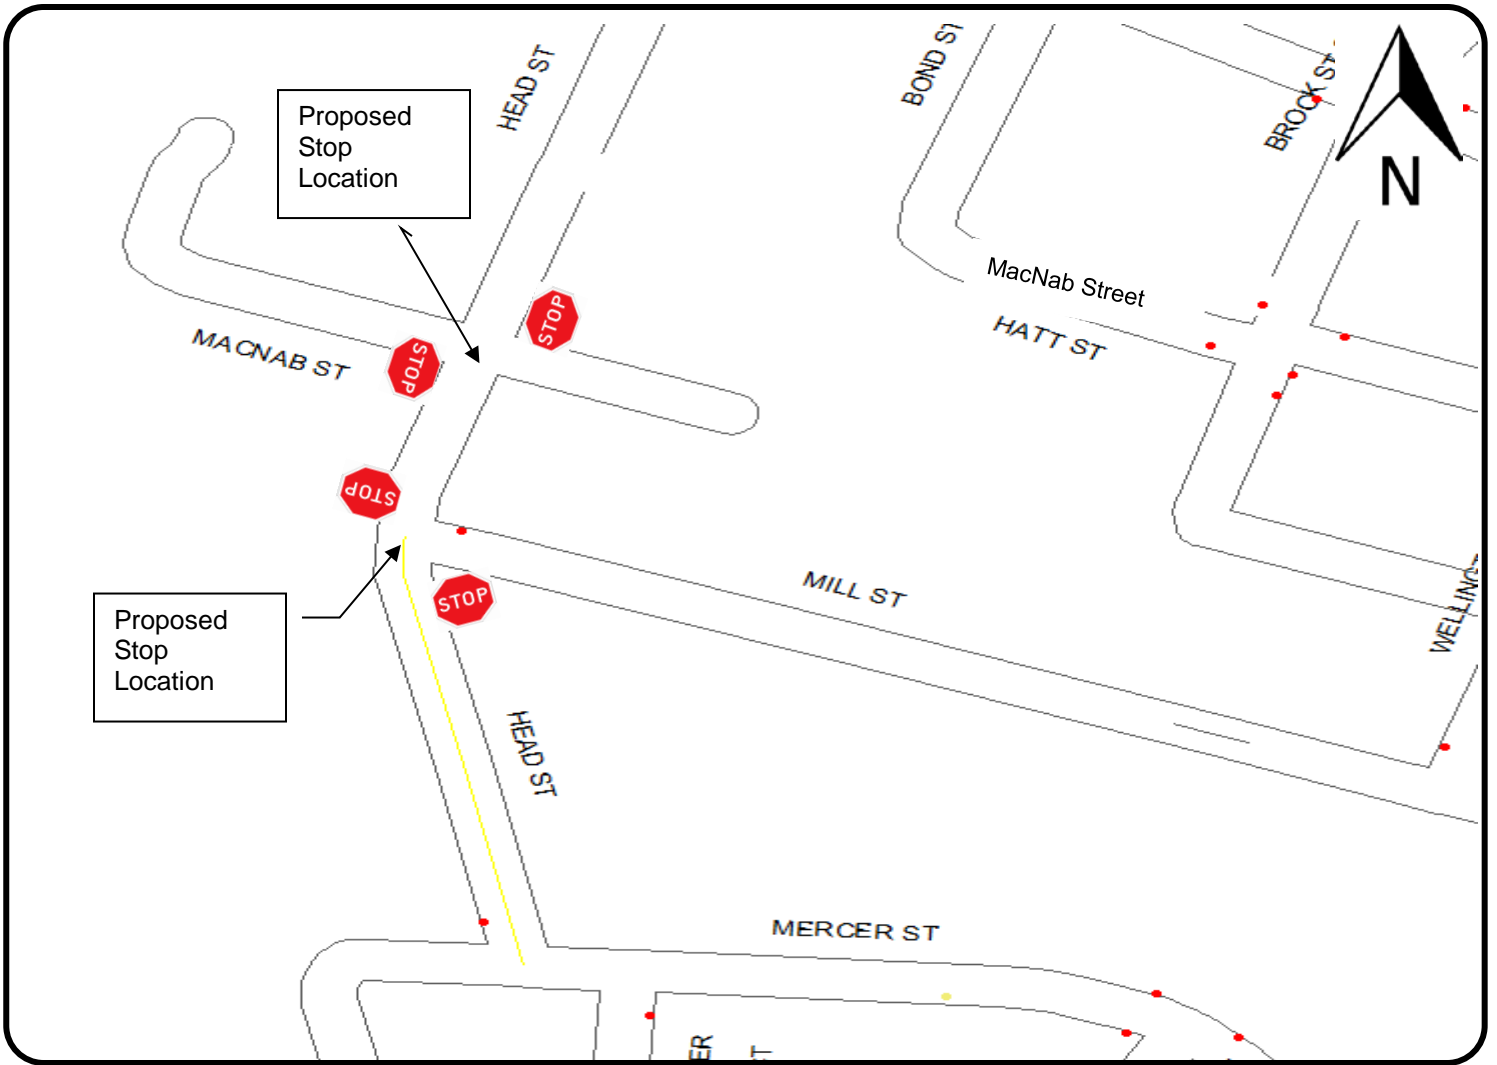 HEAD ST
BOND ST
BROOK ST
Proposed
Stop
Location
N
MacNab Street
STOP
HATT ST
MACNAB ST
STOP
STOP
MILL ST
STOP
Proposed
Stop
Location
HEAD ST
MERCER ST